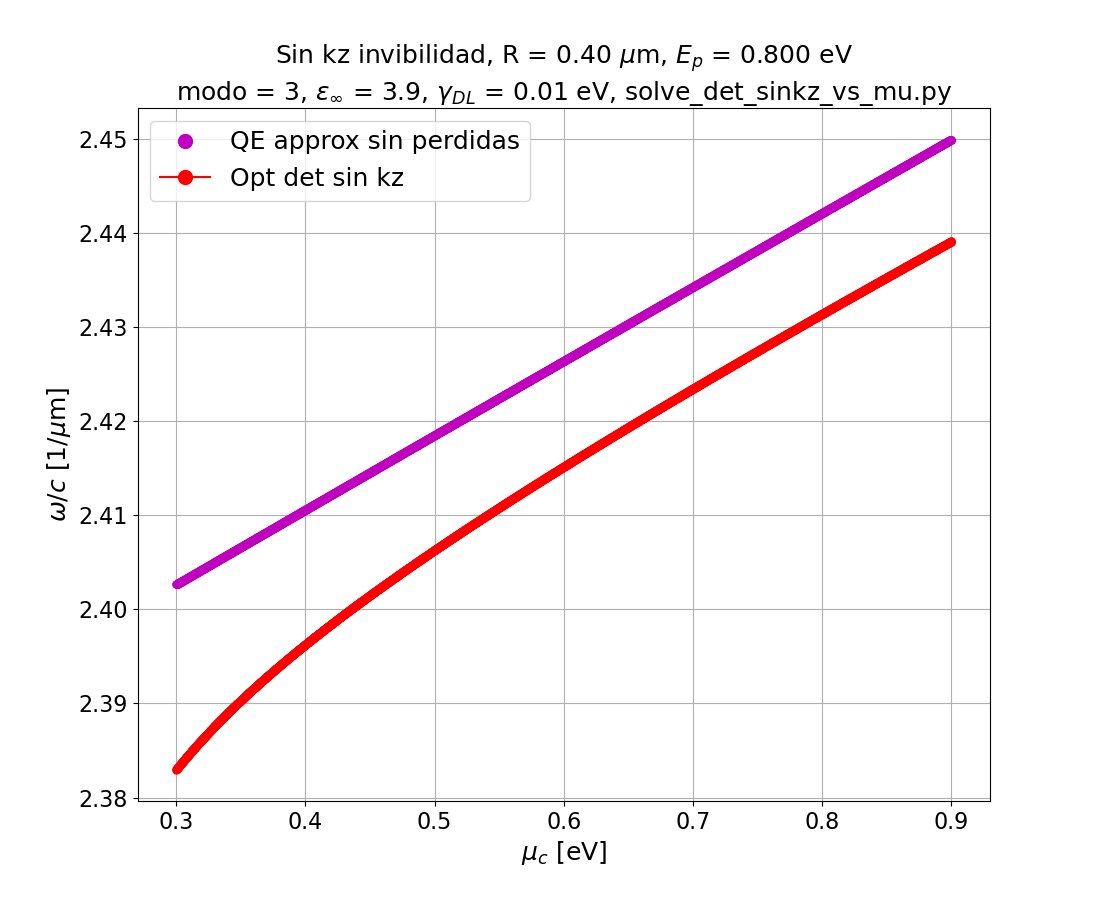 Sin kz invibilidad, R = 0.40 μm, E_p = 0.800 eV
modo = 3, ε_∞ = 3.9, γ_DL = 0.01 eV, solve_det_sinkz_vs_mu.py
QE approx sin perdidas
Opt det sin kz
2.45
2.44
2.43
2.42
2.41
2.40
2.39
2.38
ω/c [1/μm]
0.3 0.4 0.5 0.6 0.7 0.8 0.9
μ_c [eV]